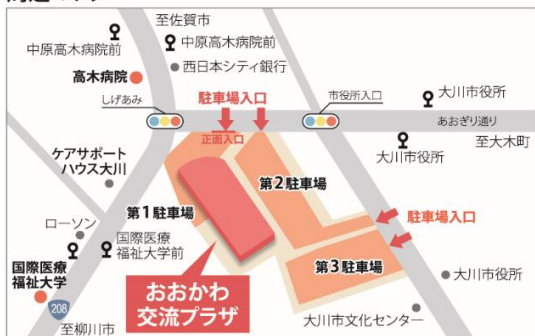 至佐賀市
中原高木病院前
中原高木病院前
西日本シティ銀行
高木病院
しげあみ
駐車場入口
市役所入口
大川市役所
正面入口
あおぎり通り
大川市役所
至大木町
ケアサポート
ハウス大川
第2駐車場
第1駐車場
駐車場入口
ローソン
国際医療
福祉大学前
国際医療
福祉大学
第3駐車場
大川市役所
おおかわ
交流プラザ
208
大川市文化センター
至柳川市